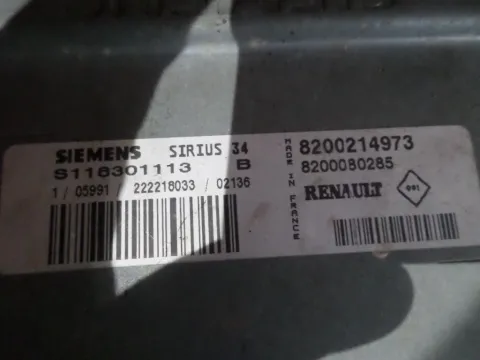 SIEMENS SIRIUS 34
S118301113 B
1 / 05991 222216033 / 02136
MADE IN FRANCE
8200214973
8200080285
RENAULT